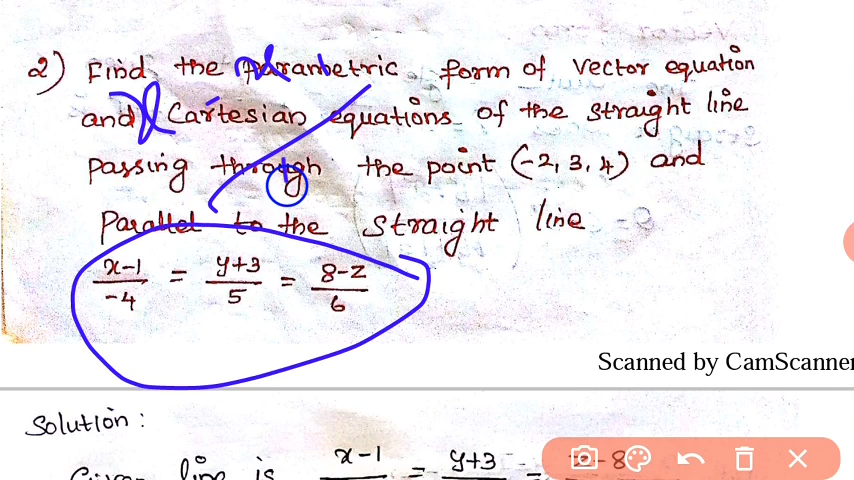 2) Find the parametric form of vector equation
and Cartesian equations of the straight line
passing through the point (-2, 3, 4) and
Parallel to the straight line
x-1/-4 = y+3/5 = 8-z/6
Scanned by CamScanner
Solution :
Given line is x-1 = y+3 = z-8